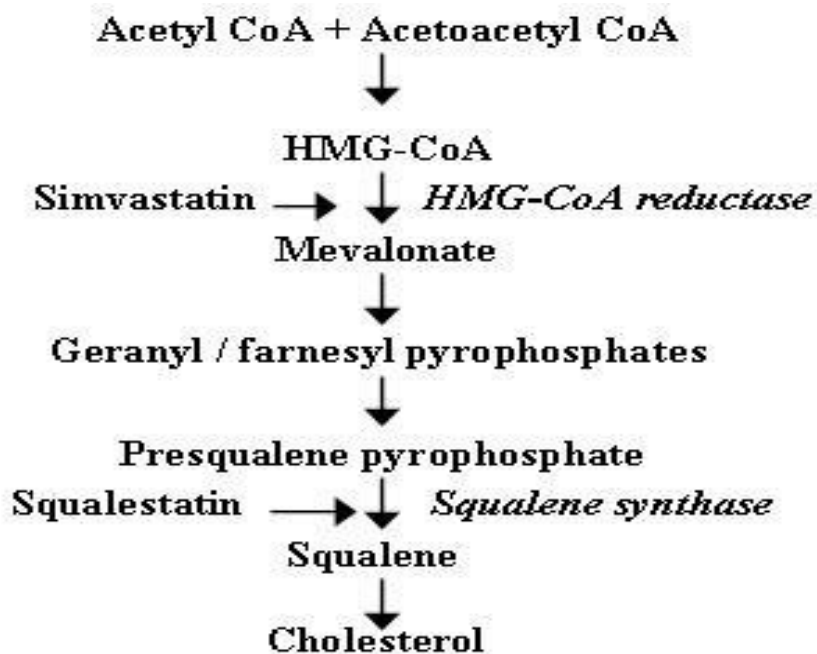 Acetyl CoA + Acetoacetyl CoA
HMG-CoA
Simvastatin HMG-CoA reductase
Mevalonate
Geranyl / farnesyl pyrophosphates
Presqualene pyrophosphate
Squalestatin Squalene synthase
Squalene
Cholesterol